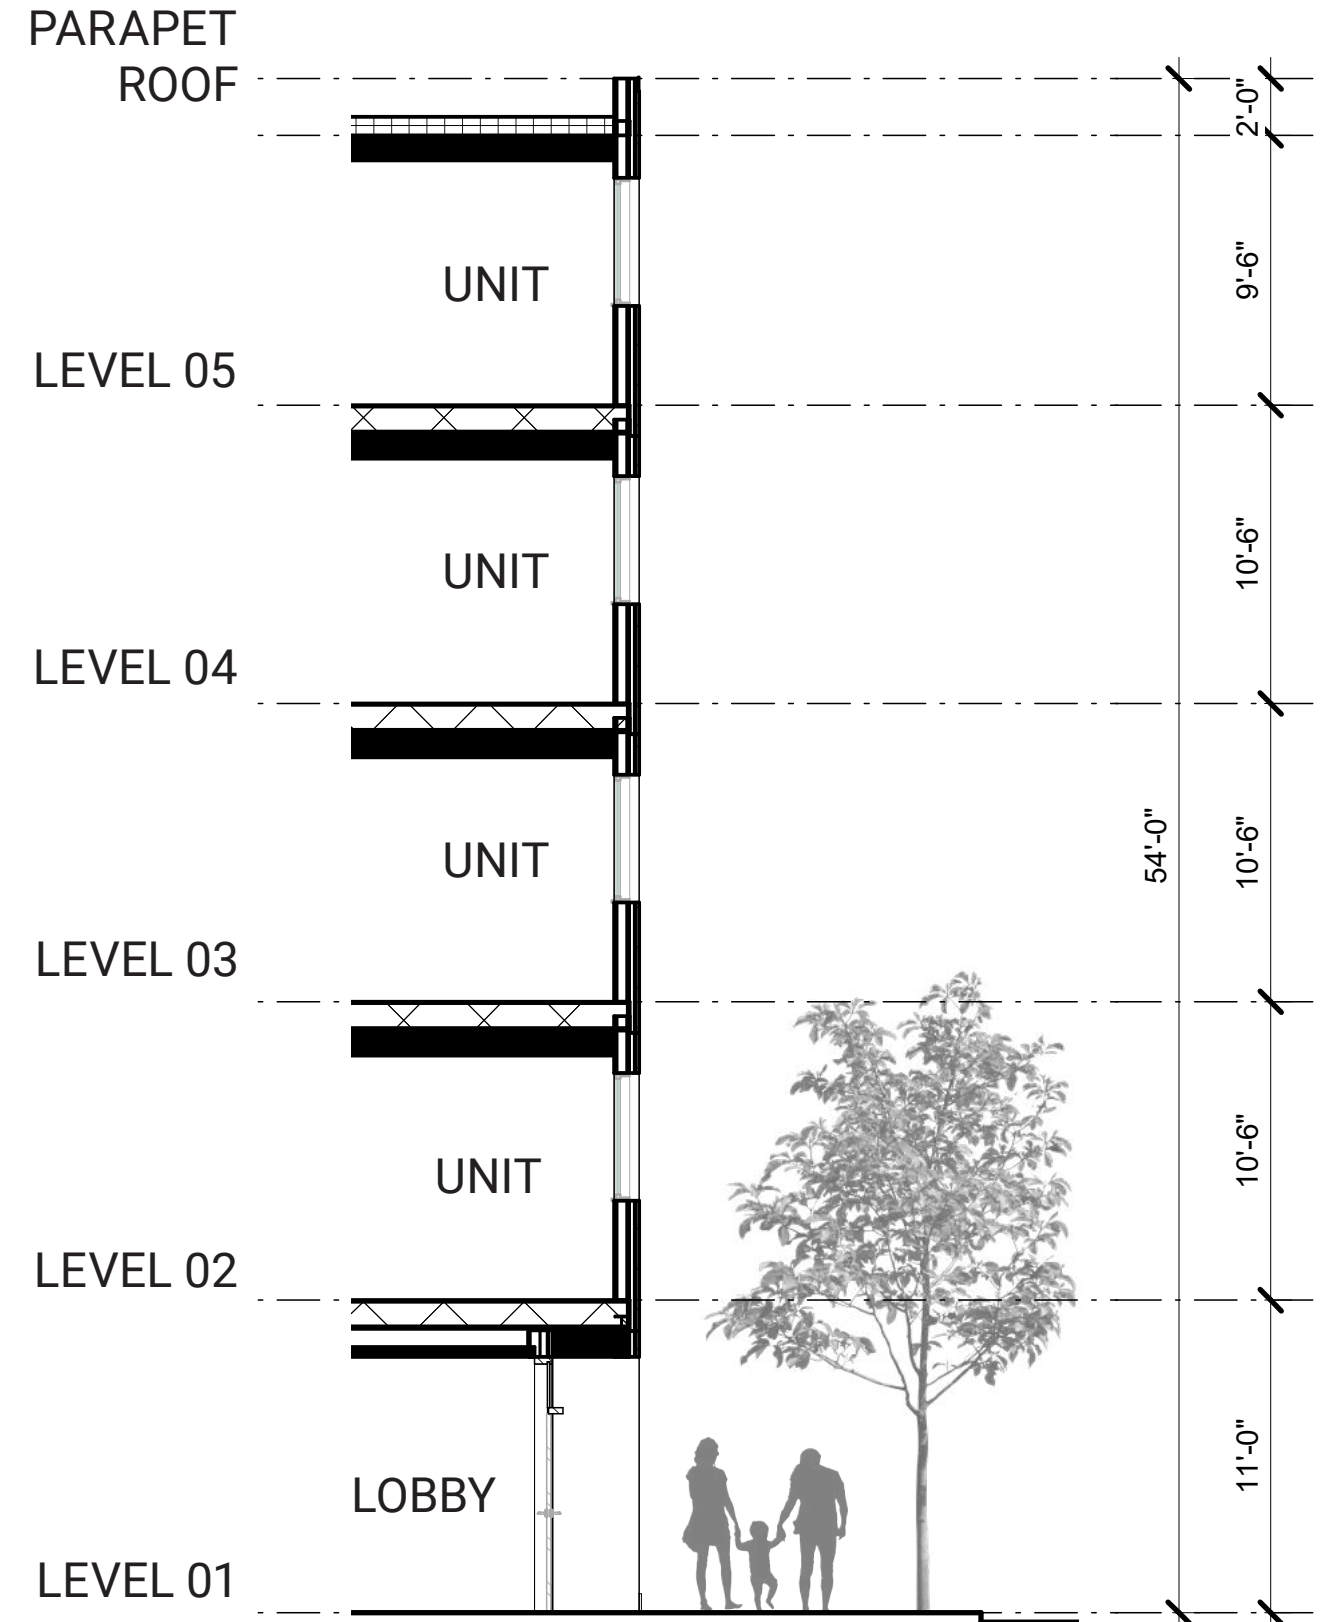 PARAPET
ROOF
2'-0"
UNIT
9'-6"
LEVEL 05
UNIT
10'-6"
LEVEL 04
UNIT
54'-0"
10'-6"
LEVEL 03
UNIT
10'-6"
LEVEL 02
LOBBY
11'-0"
LEVEL 01